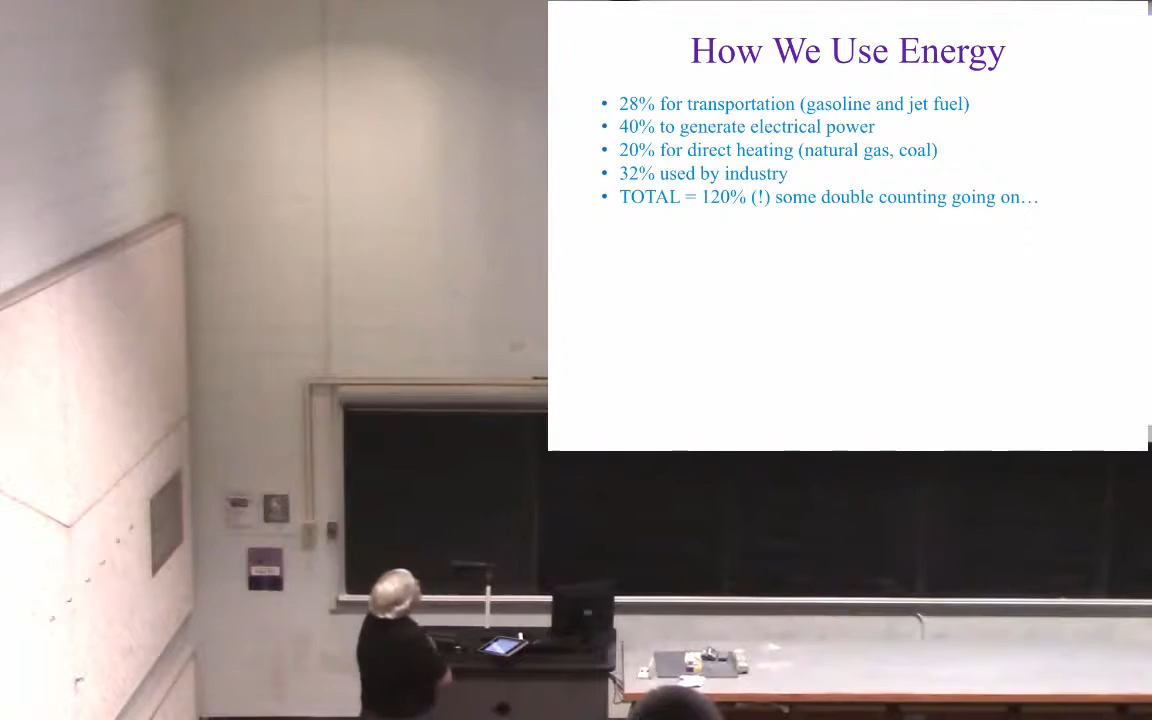 How We Use Energy
• 28% for transportation (gasoline and jet fuel)
• 40% to generate electrical power
• 20% for direct heating (natural gas, coal)
• 32% used by industry
• TOTAL = 120% (!) some double counting going on…